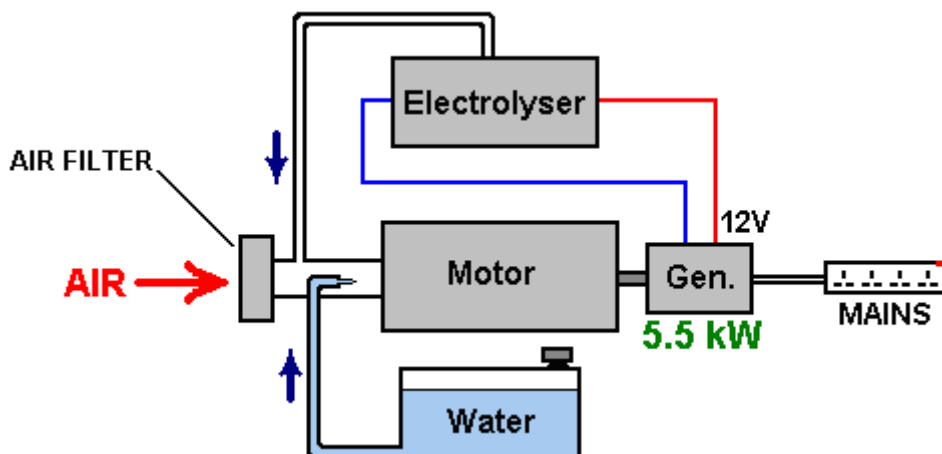 Electrolyser
AIR FILTER
12V
AIR
Motor
Gen.
MAINS
5.5 kW
Water